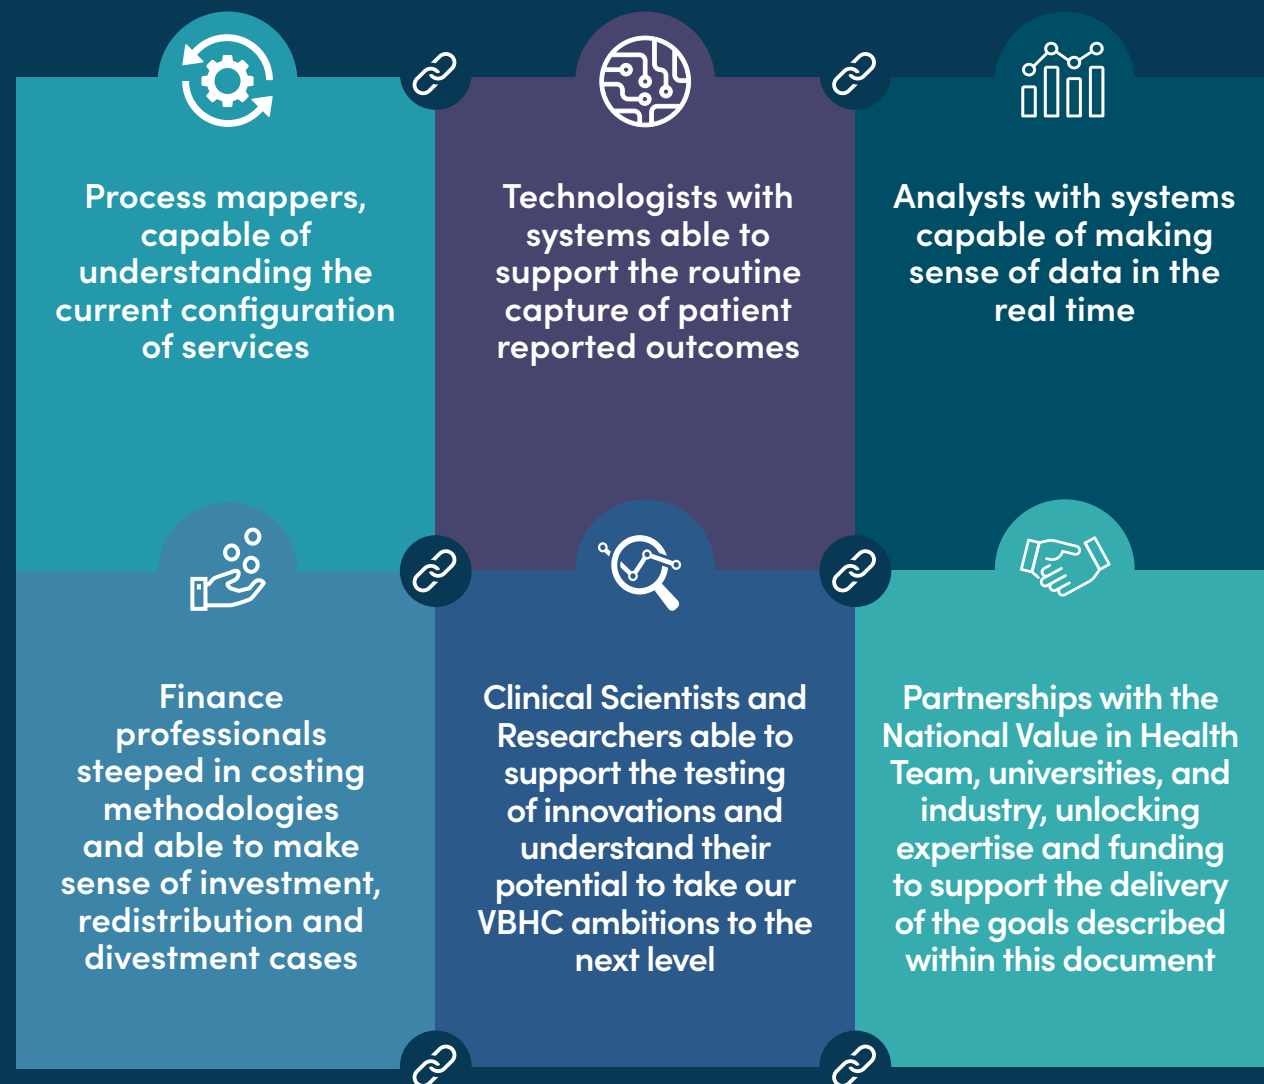 Process mappers,
capable of
understanding the
current configuration
of services
Technologists with
systems able to
support the routine
capture of patient
reported outcomes
Analysts with systems
capable of making
sense of data in the
real time
Finance
professionals
steeped in costing
methodologies
and able to make
sense of investment,
redistribution and
divestment cases
Clinical Scientists and
Researchers able to
support the testing
of innovations and
understand their
potential to take our
VBHC ambitions to the
next level
Partnerships with the
National Value in Health
Team, universities, and
industry, unlocking
expertise and funding
to support the delivery
of the goals described
within this document